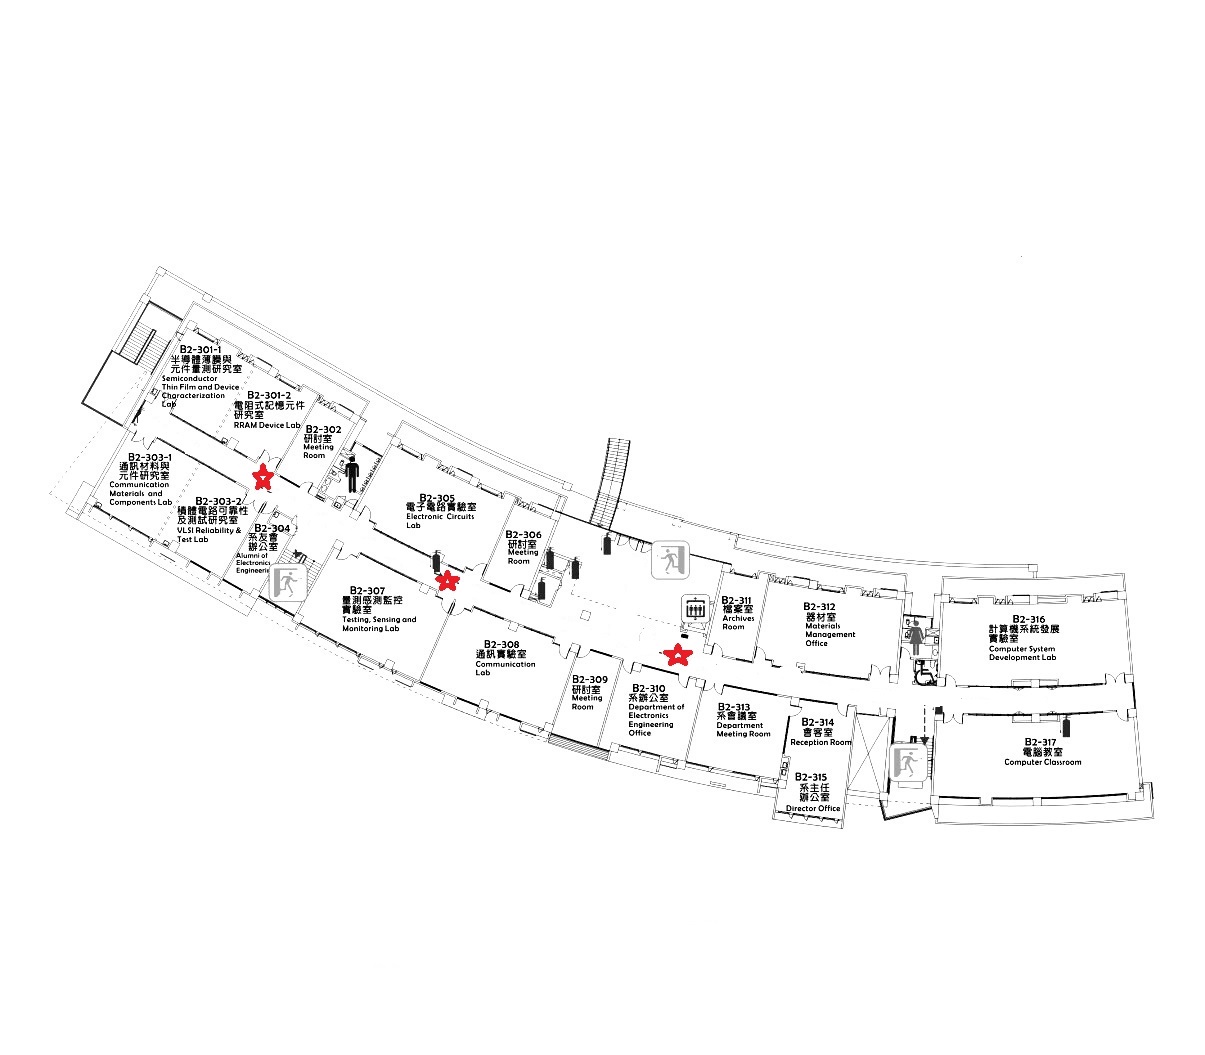 B2-301-1
半導體薄膜與
元件量測研究室
Semiconductor
Thin Film and Device
Characterization
Lab
B2-301-2
電阻式記憶元件
研究室
RRAM Device Lab
B2-302
研討室
Meeting
Room
B2-303-1
通訊材料與
元件研究室
Communication
Materials and
Components Lab
B2-303-2
積體電路可靠性
及測試研究室
VLSI Reliability &
Test Lab
B2-304
系友會
辦公室
Alumni of
Electronics
Engineerin
B2-305
電子電路實驗室
Electronic Circuits
Lab
B2-306
研討室
Meeting
Room
B2-307
量測感測監控
實驗室
Testing, Sensing and
Monitoring Lab
B2-308
通訊實驗室
Communication
Lab
B2-309
研討室
Meeting
Room
B2-310
系辦公室
Department of
Electronics
Engineering
Office
B2-311
檔案室
Archives
Room
B2-312
器材室
Materials
Management
Office
B2-313
系會議室
Department
Meeting Room
B2-314
會客室
Reception Room
B2-315
系主任
辦公室
Director Office
B2-316
計算機系統發展
實驗室
Computer System
Development Lab
B2-317
電腦教室
Computer Classroom